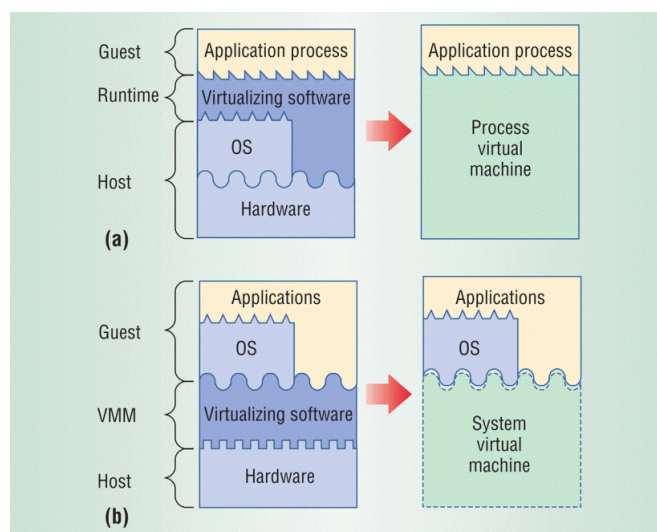 Guest
Application process
Application process
Runtime
Virtualizing software
OS
Process
virtual
machine
Host
Hardware
(a)
Applications
Applications
Guest
OS
OS
VMM
Virtualizing software
System
virtual
machine
Host
Hardware
(b)